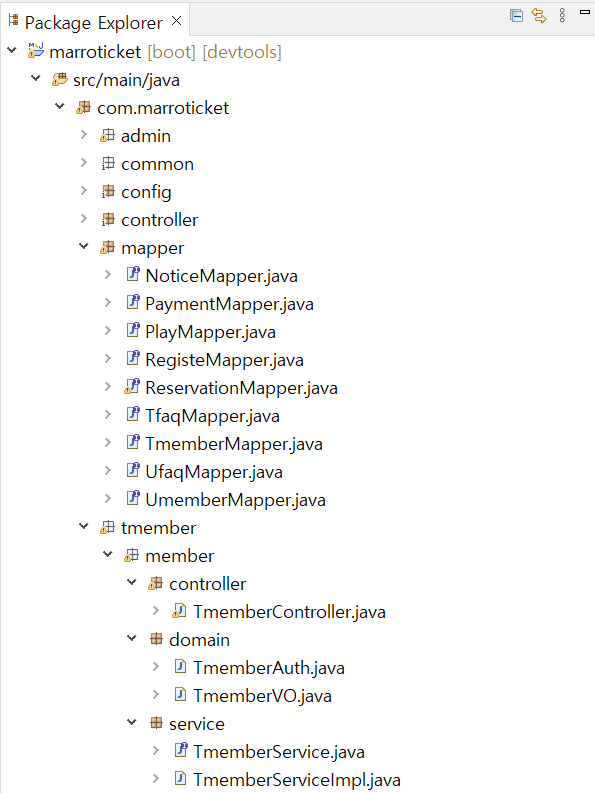 Package Explorer
marroticket [boot] [devtools]
src/main/java
com.marroticket
admin
common
config
controller
mapper
NoticeMapper.java
PaymentMapper.java
PlayMapper.java
RegisteMapper.java
ReservationMapper.java
TfaqMapper.java
TmemberMapper.java
UfaqMapper.java
UmemberMapper.java
tmember
member
controller
TmemberController.java
domain
TmemberAuth.java
TmemberVO.java
service
TmemberService.java
TmemberServiceImpl.java